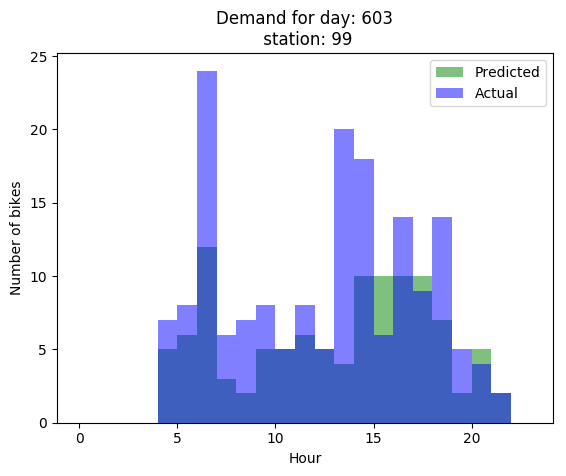 Demand for day: 603
station: 99
Predicted
Actual
Number of bikes
25
20
15
10
5
0
0
5
10
15
20
Hour